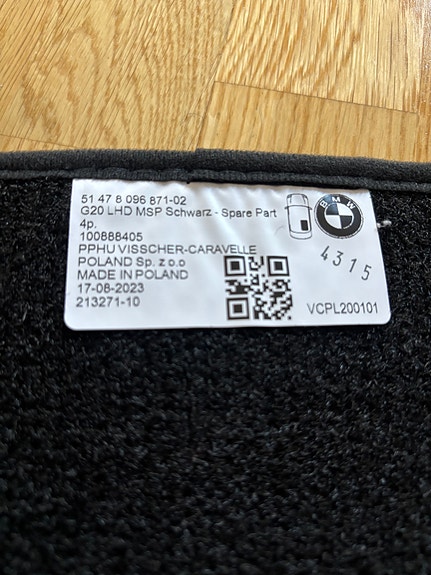 51 47 8 096 871-02
G20 LHD MSP Schwarz - Spare Part
4p.
100888405
PPHU VISSCHER-CARAVELLE
POLAND Sp. z o.o
MADE IN POLAND
17-08-2023
213271-10
BMW
4315
VCPL200101